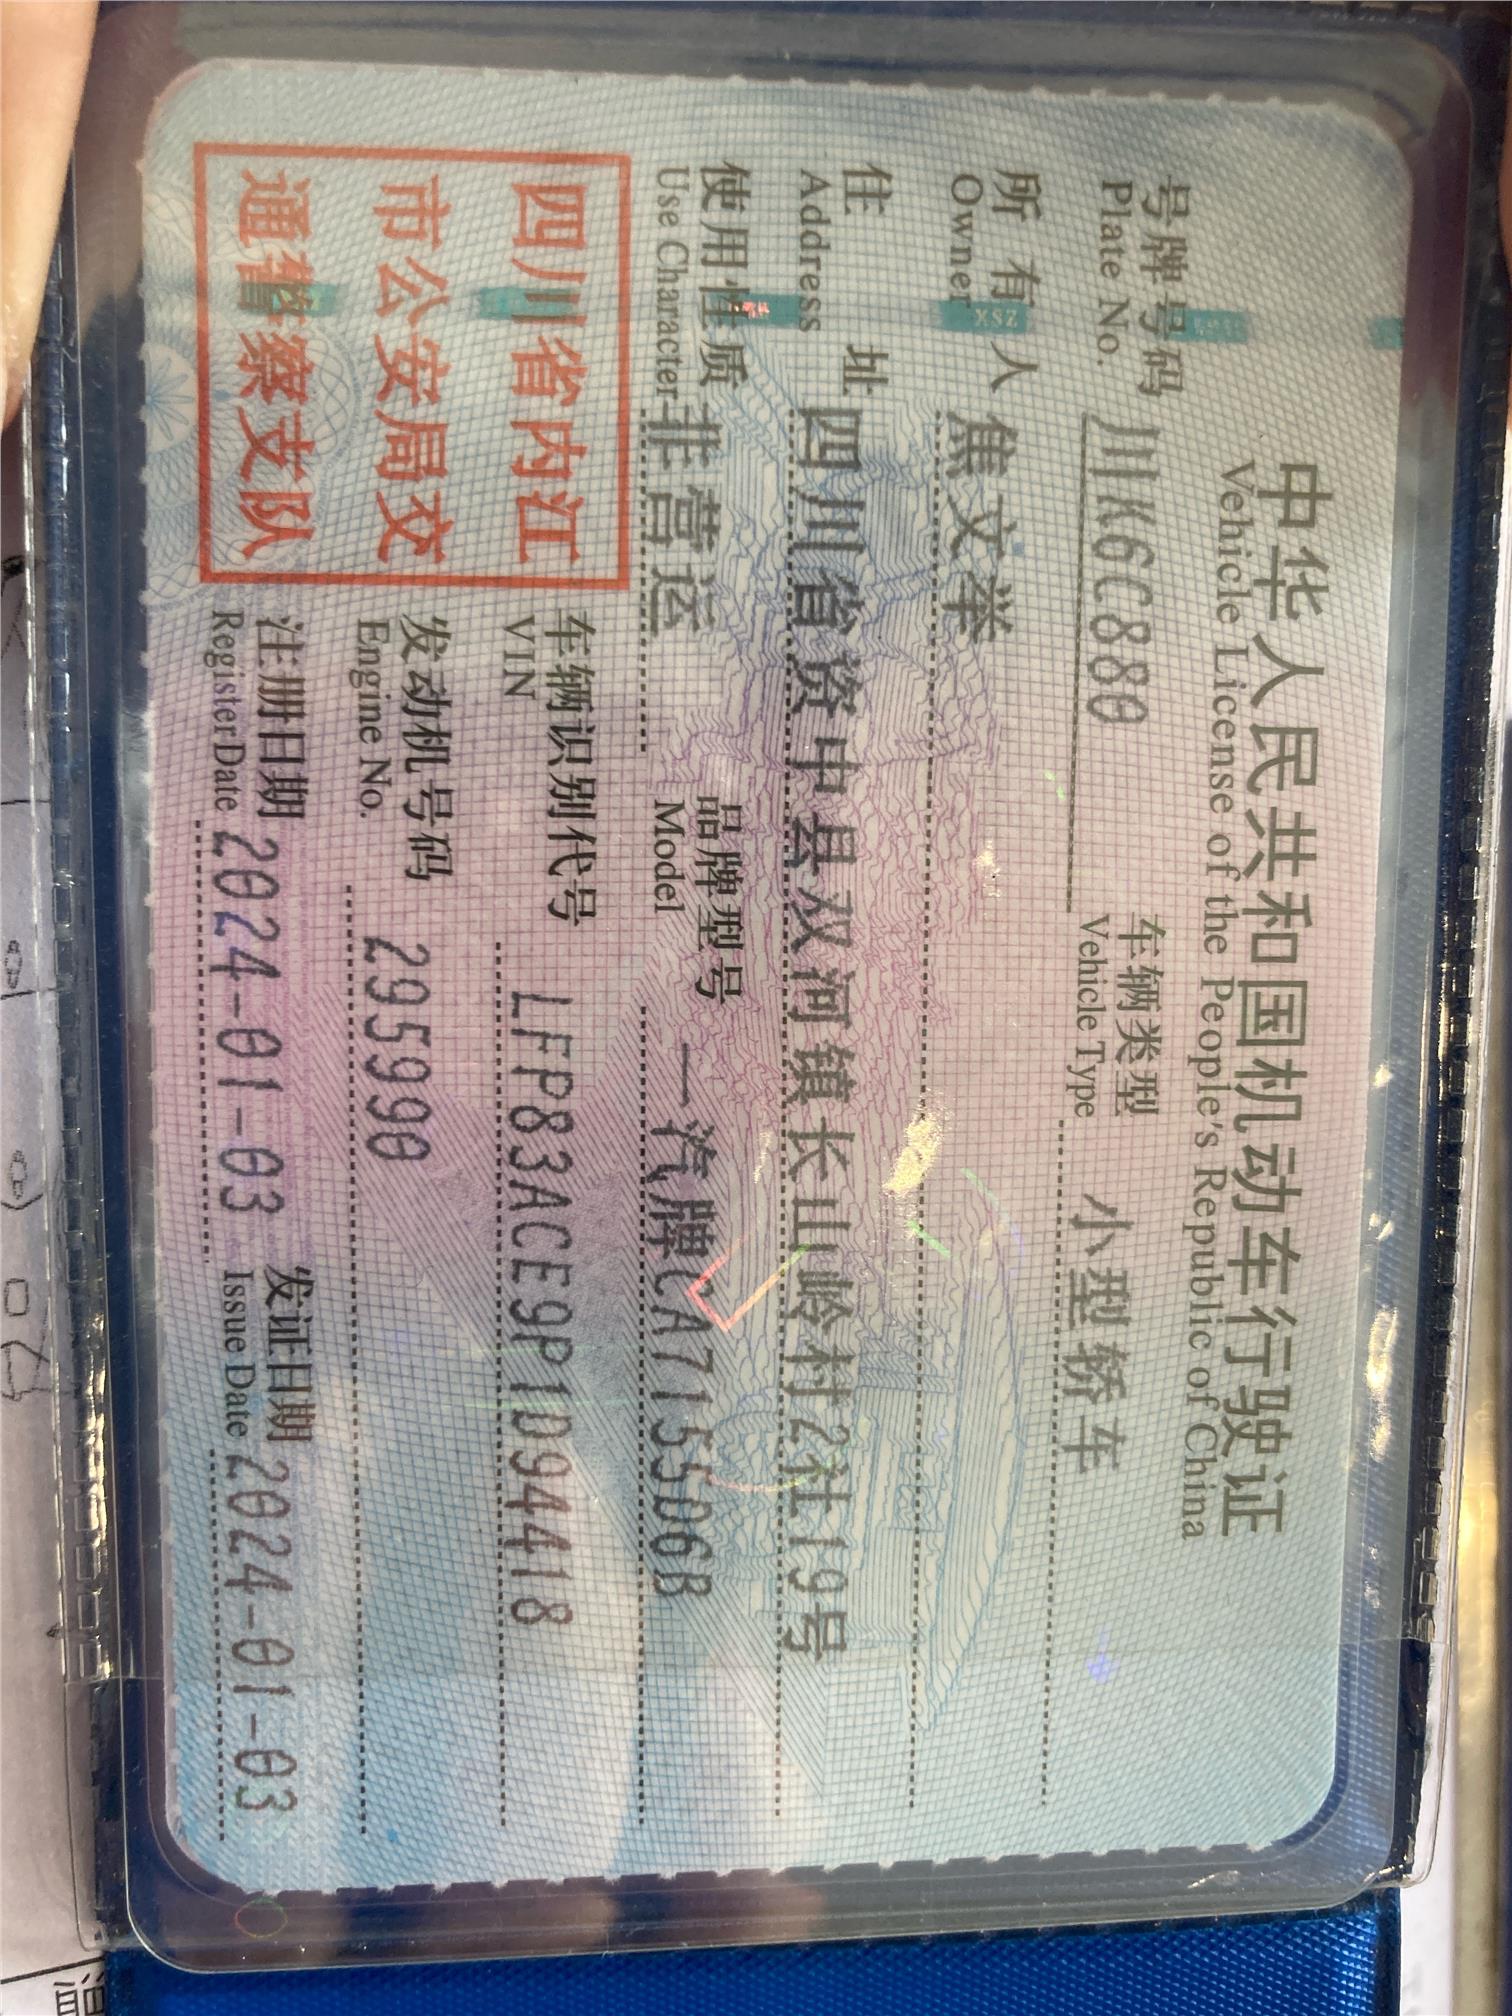 中华人民共和国机动车行驶证
Vehicle License of the People's Republic of China
号牌号码 川K6C880 车辆类型 小型轿车
Plate No. Vehicle Type
所有人 焦文举
Owner
住址 四川省资中县双河镇长山岭村2社19号
Address
使用性质 非营运 品牌型号 一汽牌CA7155D6B
Use Character Model
四川省内江
市公安局交
通警察支队
车辆识别代号 LFP83ACE9P1D94418
VIN
发动机号码 295990
Engine No.
注册日期 2024-01-03 发证日期 2024-01-03
Register Date Issue Date